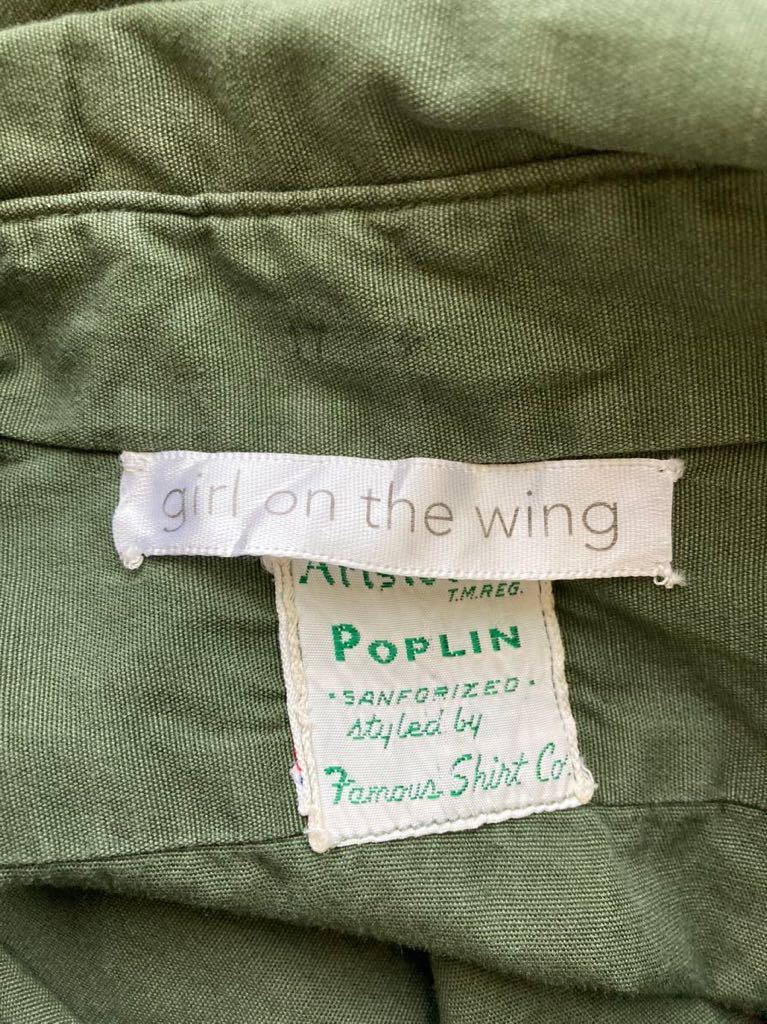 girl on the wing
T.M.REG.
POPLIN
·SANFORIZED·
styled by
Famous Shirt Co.